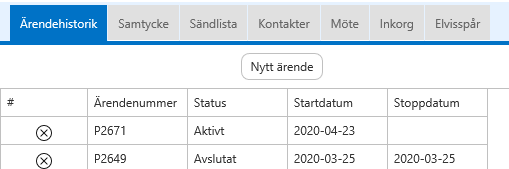 Ärendehistorik Samtycke Sändlista Kontakter Möte Inkorg Elvisspår
Nytt ärende
# Ärendenummer Status Startdatum Stoppdatum
P2671 Aktivt 2020-04-23
P2649 Avslutat 2020-03-25 2020-03-25